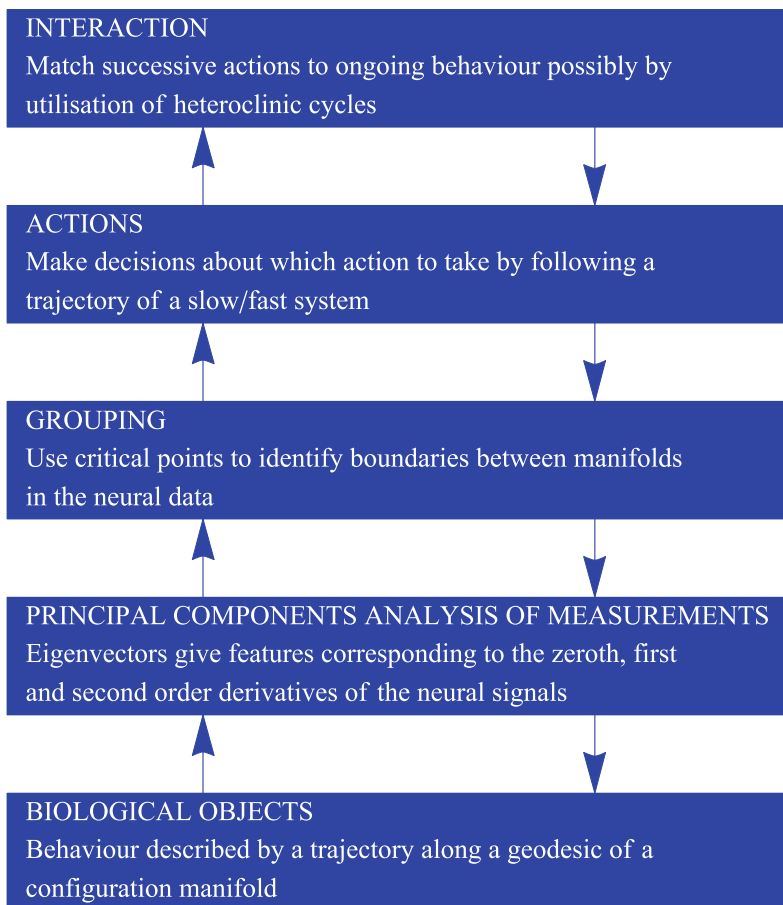 INTERACTION
Match successive actions to ongoing behaviour possibly by
utilisation of heteroclinic cycles
ACTIONS
Make decisions about which action to take by following a
trajectory of a slow/fast system
GROUPING
Use critical points to identify boundaries between manifolds
in the neural data
PRINCIPAL COMPONENTS ANALYSIS OF MEASUREMENTS
Eigenvectors give features corresponding to the zeroth, first
and second order derivatives of the neural signals
BIOLOGICAL OBJECTS
Behaviour described by a trajectory along a geodesic of a
configuration manifold